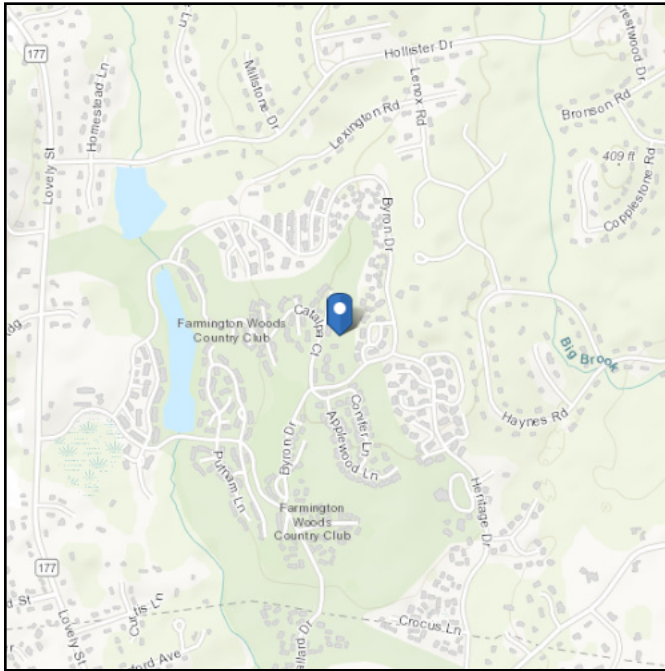 177
Homestead Ln
Millstone Dr
Hollister Dr
Lenox Rd
Lexington Rd
Crestwood Dr
Bronson Rd
409 ft
Copplestone Rd
Lovely St
Byron Dr
Catalpa Ct
Farmington Woods
Country Club
Big Brook
Haynes Rd
Conifer Ln
Applewood Ln
Byron Dr
Putnam Ln
Heritage Dr
Farmington
Woods
Country Club
177
Lovely St
Crocus Ln